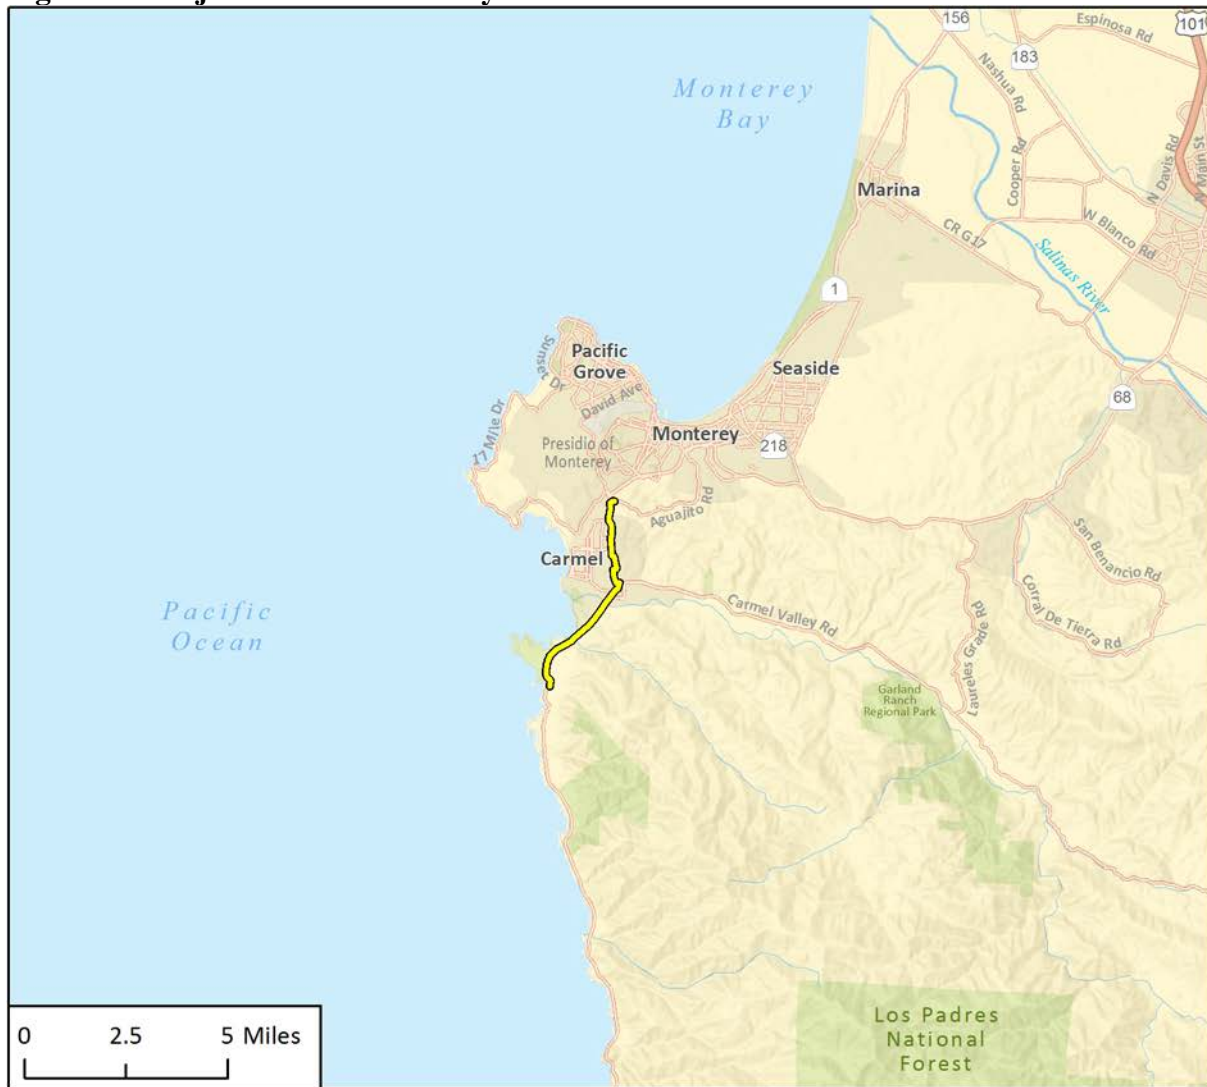 156
Espinosa Rd
101
183
Nashua Rd
Monterey
Bay
Cooper Rd
N Davis Rd
N Main St
Marina
CR G17
W Blanco Rd
Salinas River
1
Sunset Dr
Pacific
Grove
Seaside
David Ave
68
17 Mile Dr
Monterey
218
Presidio of
Monterey
Aguajito Rd
San Benancio Rd
Carmel
Carmel Valley Rd
Corral De Tierra Rd
Laureles Grade Rd
Pacific
Ocean
Garland
Ranch
Regional Park
Los Padres
National
Forest
0 2.5 5 Miles